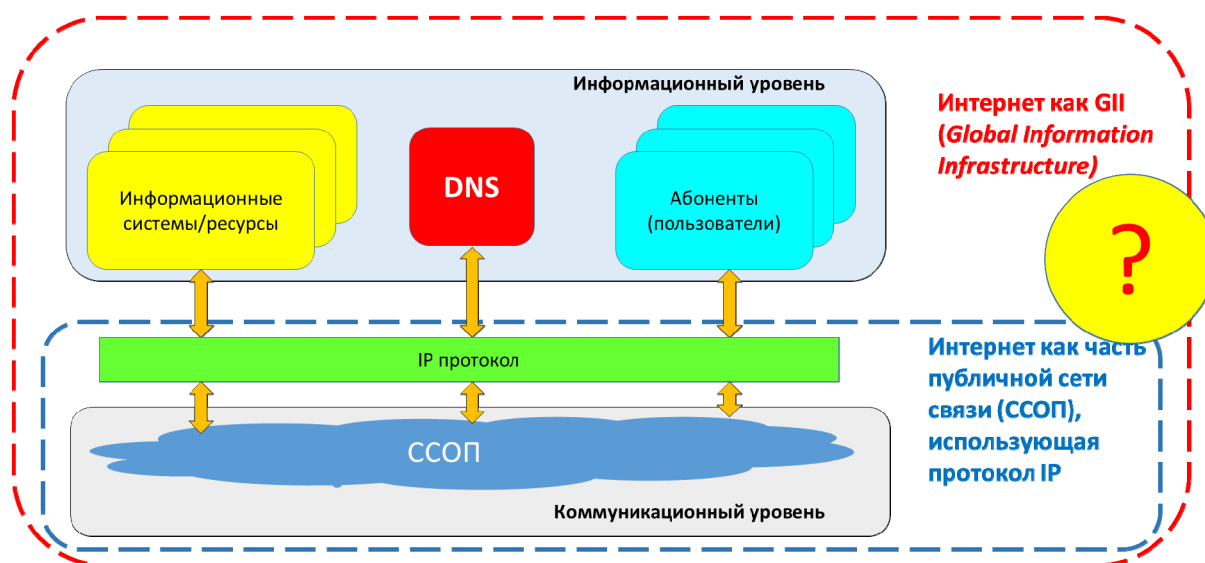 Информационный уровень
Информационные
системы/ресурсы
DNS
Абоненты
(пользователи)
Интернет как GII
(Global Information
Infrastructure)
?
IP протокол
Интернет как часть
публичной сети
связи (ССОП),
использующая
протокол IP
ССОП
Коммуникационный уровень